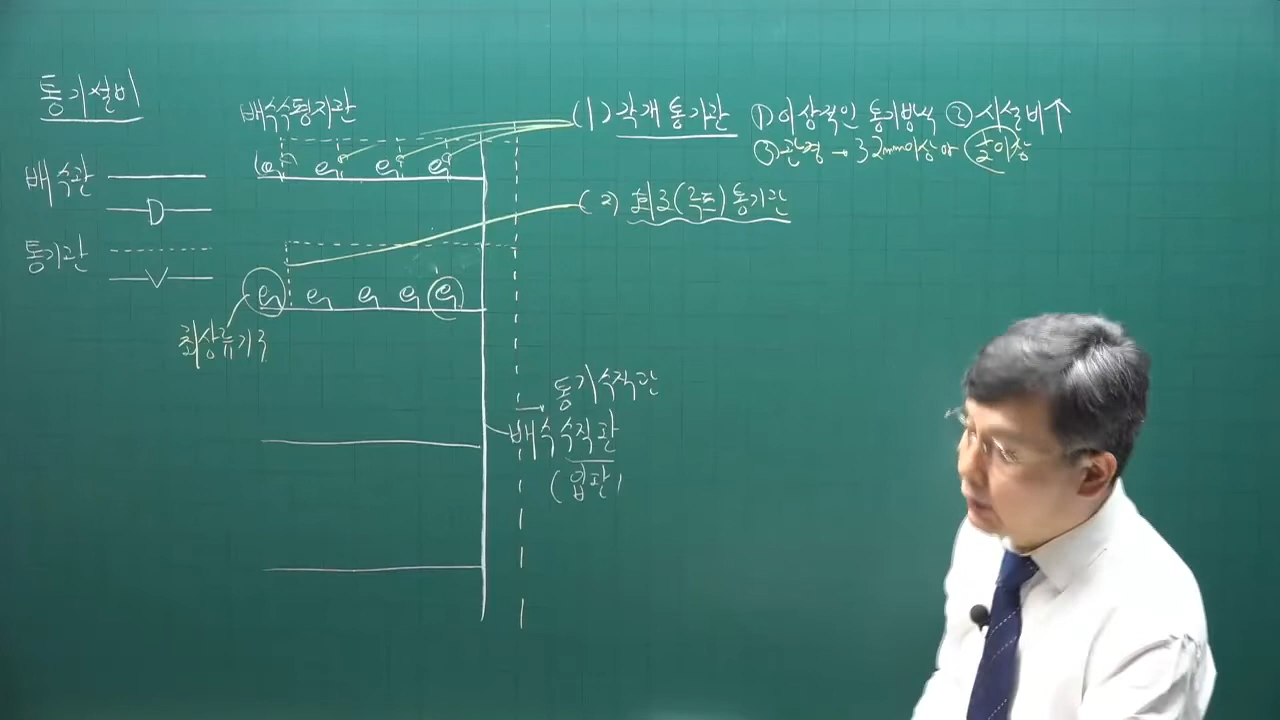 통기설비
배수관
D
통기관
V
배수수평지관
최상류기구
통기수직관
배수수직관
(입관)
(1) 각개통기관 ① 이상적인 통기방식 ② 시설비↑
③ 관경 → 32mm이상 and 1/2 이상
(2) 회로(루프)통기관